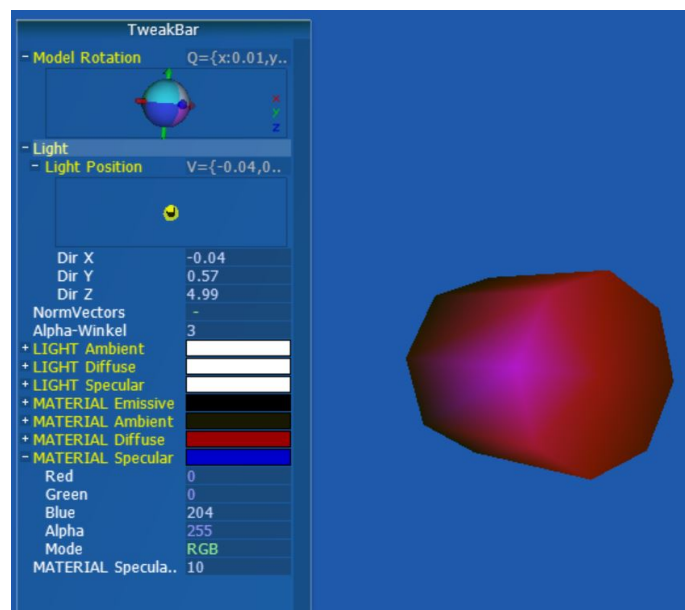 TweakBar
- Model Rotation Q={x:0.01,y..
x
y
z
- Light
- Light Position V={-0.04,0..
Dir X -0.04
Dir Y 0.57
Dir Z 4.99
NormVectors -
Alpha-Winkel 3
+ LIGHT Ambient
+ LIGHT Diffuse
+ LIGHT Specular
+ MATERIAL Emissive
+ MATERIAL Ambient
+ MATERIAL Diffuse
- MATERIAL Specular
Red 0
Green 0
Blue 204
Alpha 255
Mode RGB
MATERIAL Specula.. 10